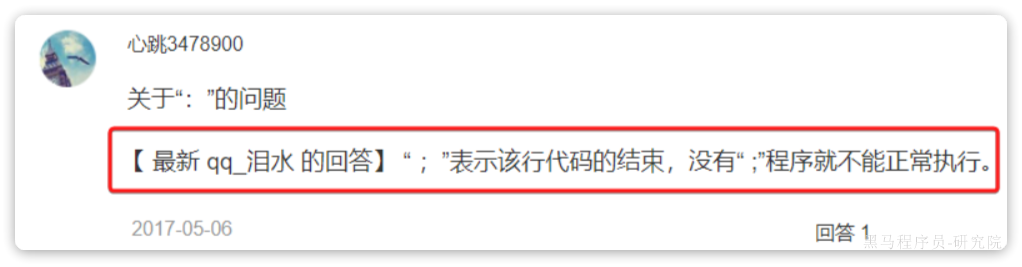 心跳3478900
关于“：”的问题
【 最新 qq_泪水 的回答】 “ ；”表示该行代码的结束，没有“ ;”程序就不能正常执行。
2017-05-06
回答 1
黑马程序员-研究院